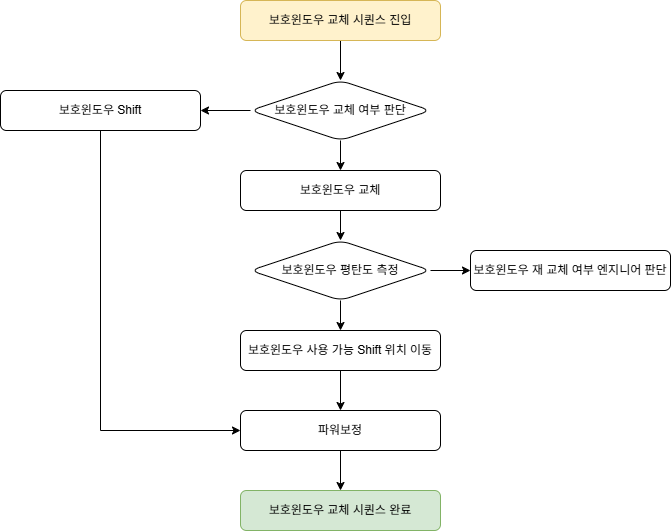 보호윈도우 교체 시퀀스 진입
보호윈도우 Shift
보호윈도우 교체 여부 판단
보호윈도우 교체
보호윈도우 평탄도 측정
보호윈도우 재 교체 여부 엔지니어 판단
보호윈도우 사용 가능 Shift 위치 이동
파워보정
보호윈도우 교체 시퀀스 완료